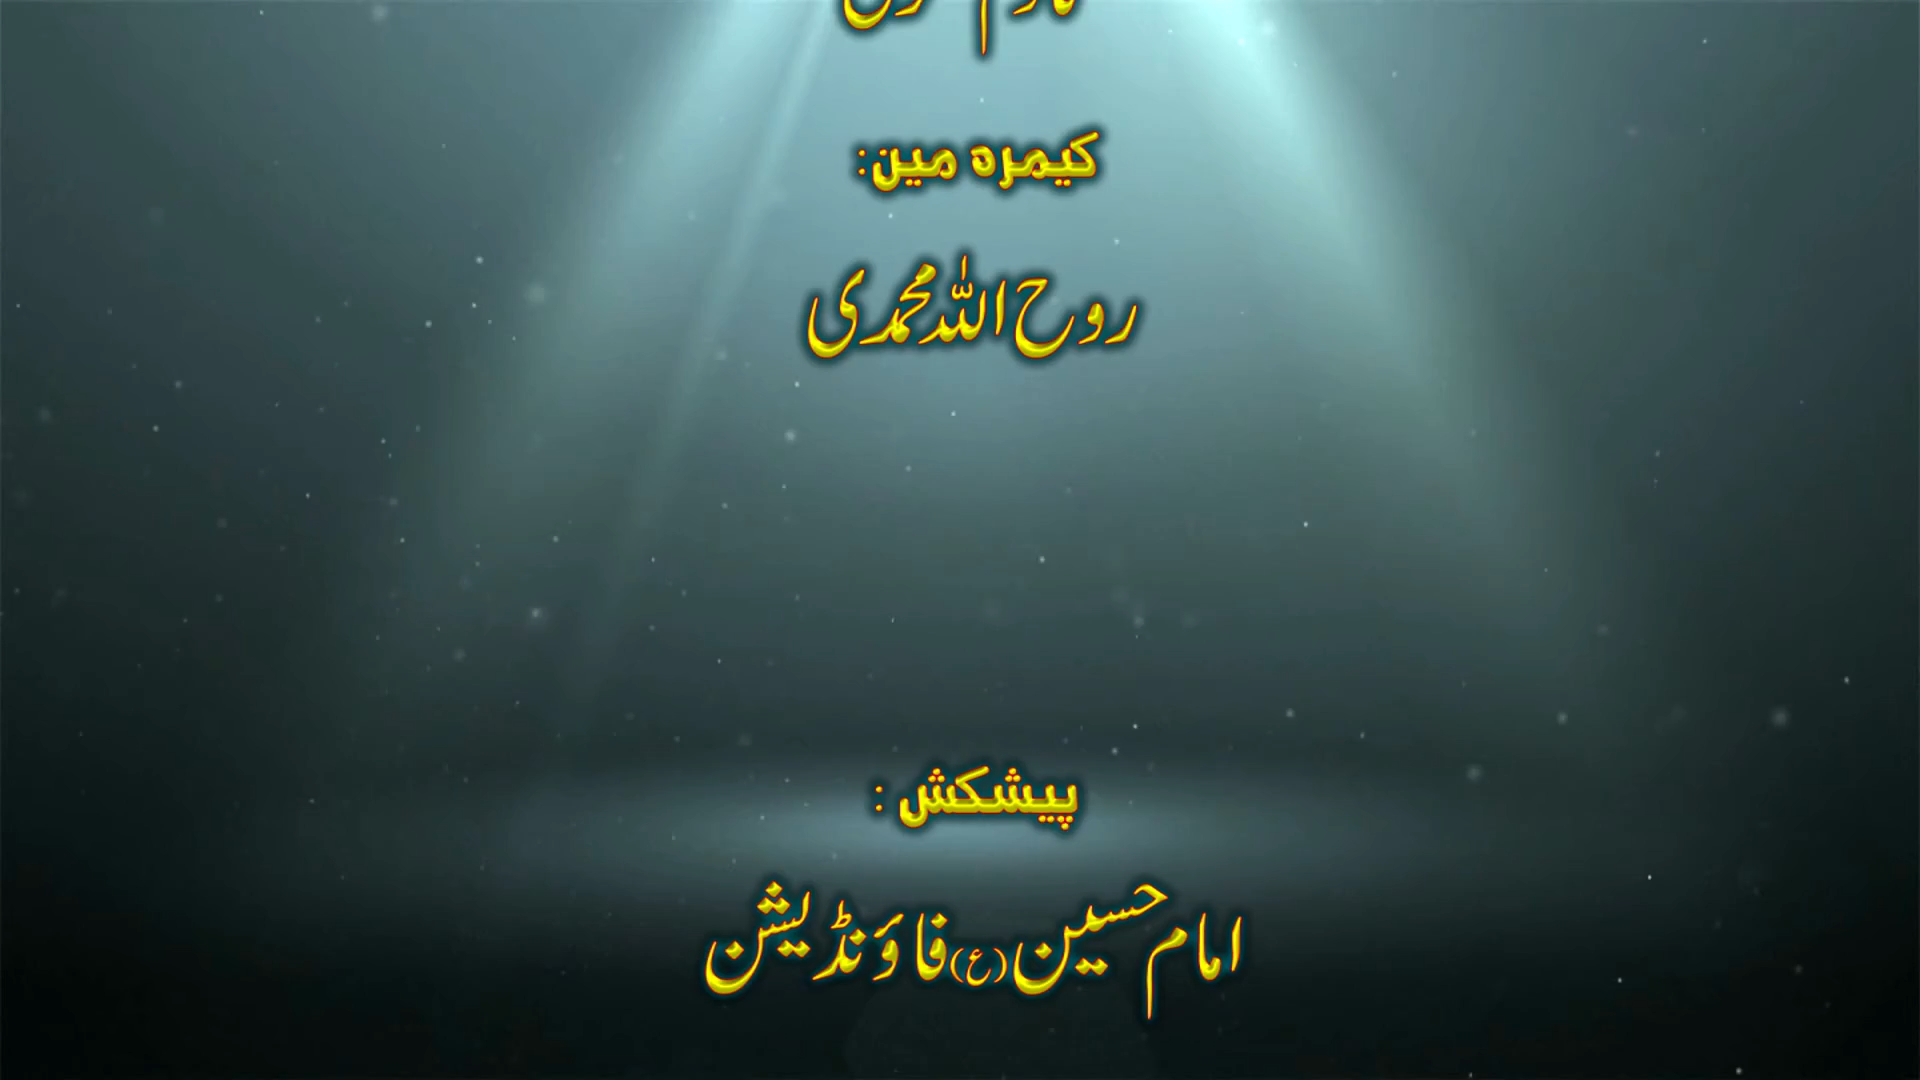 کیمرہ مین:
روح اللہ محمدی
پیشکش :
امام حسین (ع) فاؤنڈیشن